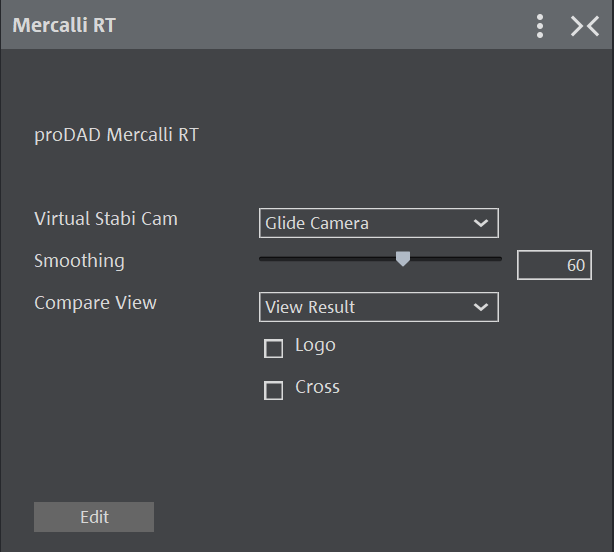 Mercalli RT
proDAD Mercalli RT
Virtual Stabi Cam Glide Camera
Smoothing 60
Compare View View Result
Logo
Cross
Edit